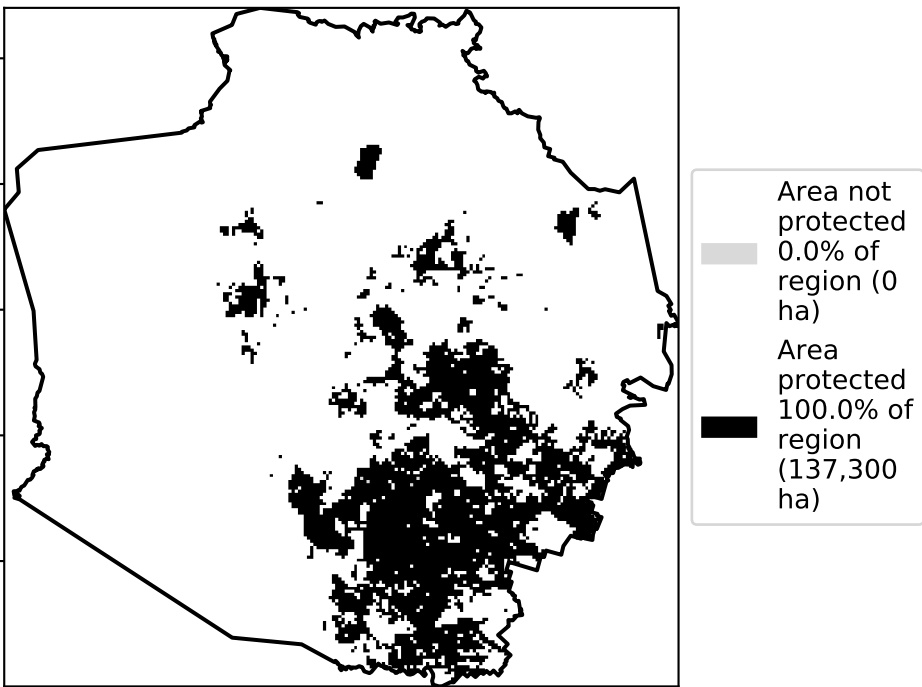 Area not
protected
0.0% of
region (0
ha)
Area
protected
100.0% of
region
(137,300
ha)